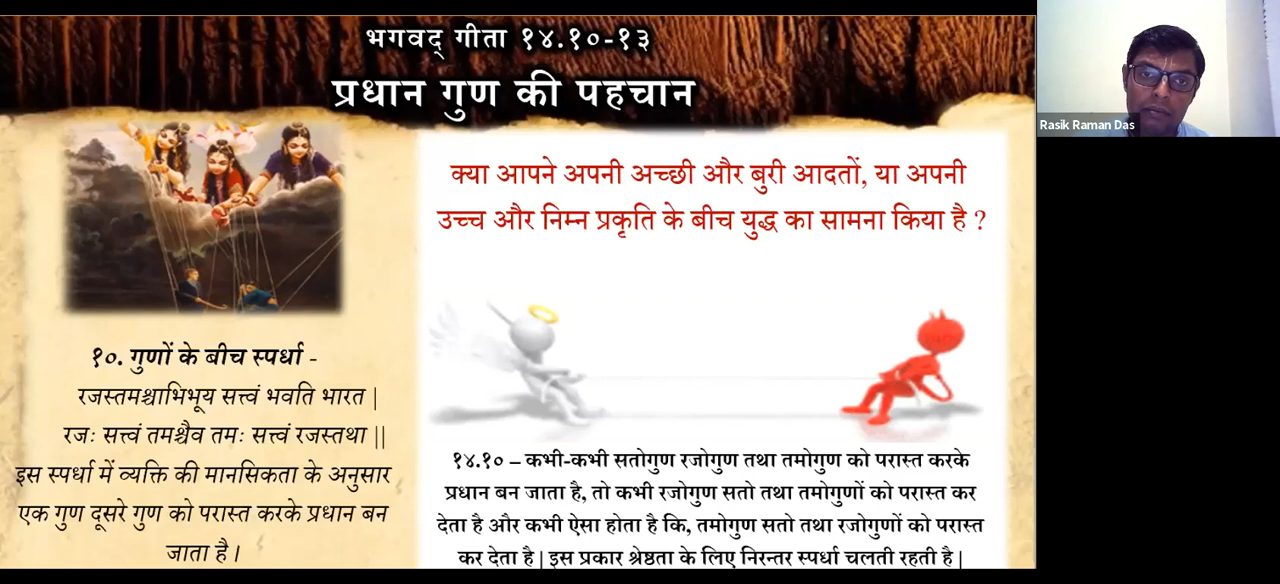 भगवद् गीता १४.१०-१३
प्रधान गुण की पहचान
Rasik Raman Das
क्या आपने अपनी अच्छी और बुरी आदतों, या अपनी
उच्च और निम्न प्रकृति के बीच युद्ध का सामना किया है ?
१०. गुणों के बीच स्पर्धा -
रजस्तमश्चाभिभूय सत्त्वं भवति भारत |
रजः सत्त्वं तमश्चैव तमः सत्त्वं रजस्तथा ||
इस स्पर्धा में व्यक्ति की मानसिकता के अनुसार
एक गुण दूसरे गुण को परास्त करके प्रधान बन
जाता है ।
१४.१० – कभी-कभी सतोगुण रजोगुण तथा तमोगुण को परास्त करके
प्रधान बन जाता है, तो कभी रजोगुण सतो तथा तमोगुणों को परास्त कर
देता है और कभी ऐसा होता है कि, तमोगुण सतो तथा रजोगुणों को परास्त
कर देता है | इस प्रकार श्रेष्ठता के लिए निरन्तर स्पर्धा चलती रहती है |